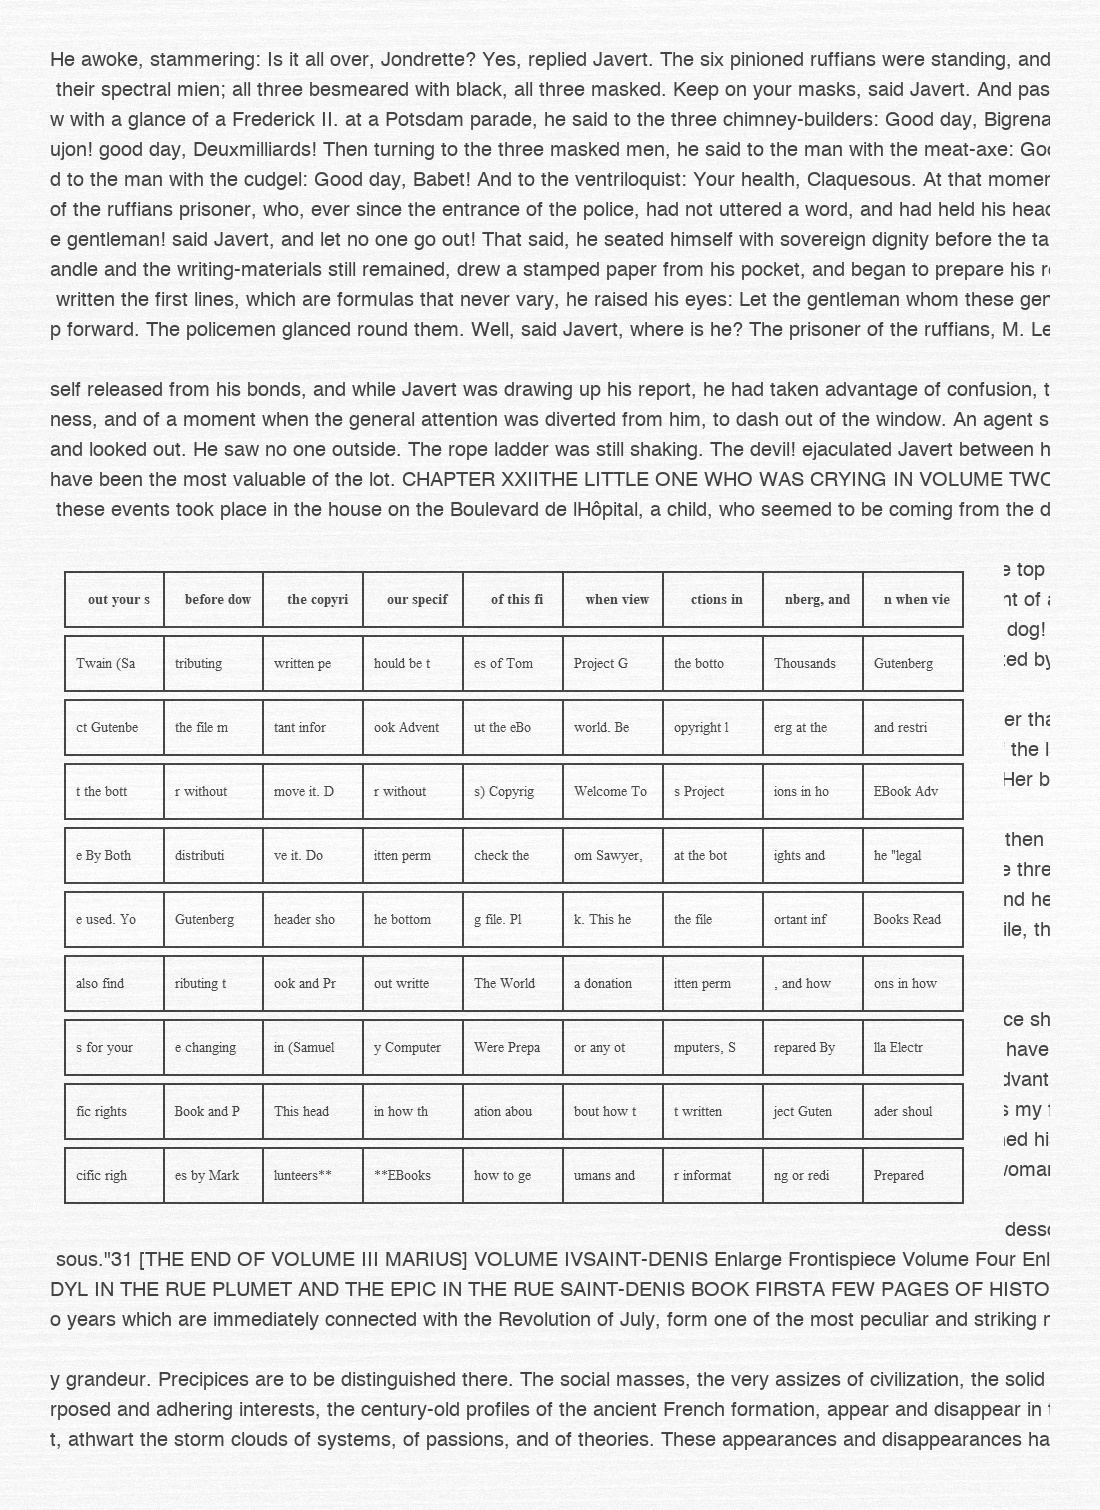 He awoke, stammering: Is it all over, Jondrette? Yes, replied Javert. The six pinioned ruffians were standing, and
their spectral mien; all three besmeared with black, all three masked. Keep on your masks, said Javert. And pas
w with a glance of a Frederick II. at a Potsdam parade, he said to the three chimney-builders: Good day, Bigrena
ujon! good day, Deuxmilliards! Then turning to the three masked men, he said to the man with the meat-axe:
d to the man with the cudgel: Good day, Babet! And to the ventriloquist: Your health, Claquesous. At that
of the ruffians prisoner, who, ever since the entrance of the police, had not uttered a word, and had held his
e gentleman! said Javert, and let no one go out! That said, he seated himself with sovereign dignity before the ta
andle and the writing-materials still remained, drew a stamped paper from his pocket, and began to prepare his
written the first lines, which are formulas that never vary, he raised his eyes: Let the gentleman whom these
p forward. The policemen glanced round them. Well, said Javert, where is he? The prisoner of the ruffians, M. Le
self released from his bonds, and while Javert was drawing up his report, he had taken advantage of confusion, t
ness, and of a moment when the general attention was diverted from him, to dash out of the window. An agent s
and looked out. He saw no one outside. The rope ladder was still shaking. The devil! ejaculated Javert between h
have been the most valuable of the lot. CHAPTER XXIITHE LITTLE ONE WHO WAS CRYING IN VOLUME
these events took place in the house on the Boulevard de lHôpital, a child, who seemed to be coming from the d
e top
out your s before dow the copyri our specif of this fi when view ctions in nberg, and n when vie
nt of
dog!
Twain (Sa tributing written pe hould be t es of Tom Project G the botto Thousands Gutenberg
ed by
er tha
ct Gutenbe the file m tant infor ook Advent ut the eBo world. Be opyright l erg at the and restri
the l
Her b
t the bott r without move it. D r without s) Copyrig Welcome To s Project ions in ho EBook Adv
then
e By Both distributi ve it. Do itten perm check the om Sawyer, at the bot ights and he "legal
e thre
nd he
e used. Yo Gutenberg header sho he bottom g file. Pl k. This he the file ortant inf Books Read
ile, th
also find ributing t ook and Pr out writte The World a donation itten perm , and how ons in how
ce sh
s for your e changing in (Samuel y Computer Were Prepa or any ot mputers, S repared By lla Electr
have
dvant
fic rights Book and P This head in how th ation abou bout how t t written ject Guten ader shoul
s my
ed hi
cific righ es by Mark lunteers** **EBooks how to ge umans and r informat ng or redi Prepared
woman
sous."31 [THE END OF VOLUME III MARIUS] VOLUME IVSAINT-DENIS Enlarge Frontispiece Volume Four Enl
DYL IN THE RUE PLUMET AND THE EPIC IN THE RUE SAINT-DENIS BOOK FIRSTA FEW PAGES OF HISTO
o years which are immediately connected with the Revolution of July, form one of the most peculiar and striking
y grandeur. Precipices are to be distinguished there. The social masses, the very assizes of civilization, the solid
rposed and adhering interests, the century-old profiles of the ancient French formation, appear and disappear in
t, athwart the storm clouds of systems, of passions, and of theories. These appearances and disappearances ha